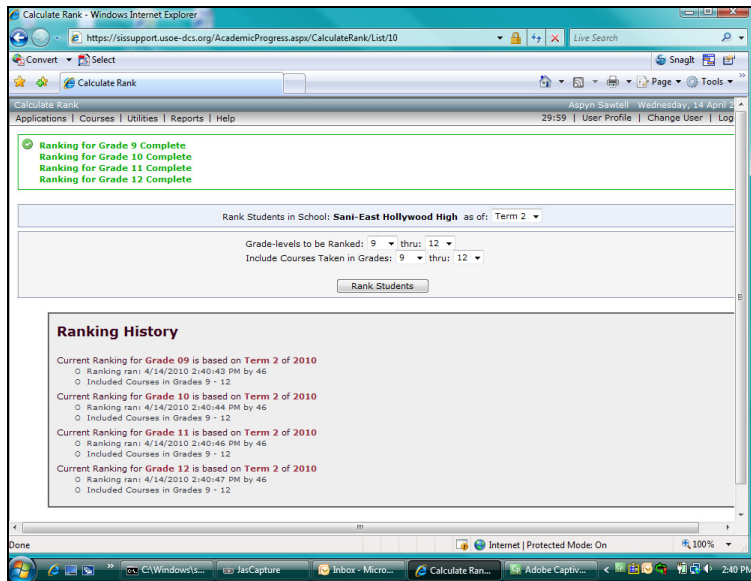 Calculate Rank - Windows Internet Explorer
https://sissupport.usoe-dcs.org/AcademicProgress.aspx/CalculateRank/List/10
Live Search
Convert Select
SnagIt
Calculate Rank
Page Tools
Calculate Rank Aspyn Sawtell Wednesday, 14 April 2
Applications | Courses | Utilities | Reports | Help 29:59 | User Profile | Change User | Log
Ranking for Grade 9 Complete
Ranking for Grade 10 Complete
Ranking for Grade 11 Complete
Ranking for Grade 12 Complete
Rank Students in School: Sani-East Hollywood High as of: Term 2
Grade-levels to be Ranked: 9 thru: 12
Include Courses Taken in Grades: 9 thru: 12
Rank Students
Ranking History
Current Ranking for Grade 09 is based on Term 2 of 2010
Ranking ran: 4/14/2010 2:40:43 PM by 46
Included Courses in Grades 9 - 12
Current Ranking for Grade 10 is based on Term 2 of 2010
Ranking ran: 4/14/2010 2:40:44 PM by 46
Included Courses in Grades 9 - 12
Current Ranking for Grade 11 is based on Term 2 of 2010
Ranking ran: 4/14/2010 2:40:46 PM by 46
Included Courses in Grades 9 - 12
Current Ranking for Grade 12 is based on Term 2 of 2010
Ranking ran: 4/14/2010 2:40:47 PM by 46
Included Courses in Grades 9 - 12
Done Internet | Protected Mode: On 100%
C:\Windows\s... JasCapture Inbox - Micro... Calculate Ran... Adobe Captiv... 2:40 PM